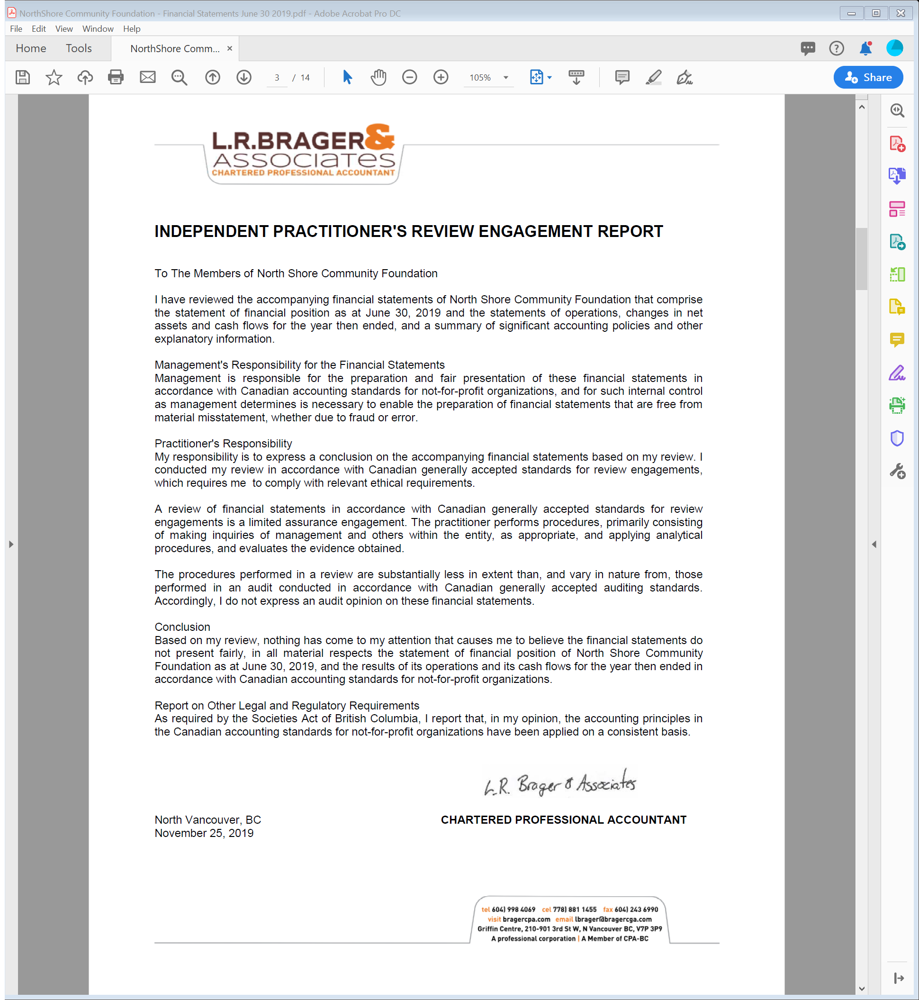 NorthShore Community Foundation - Financial Statements June 30 2019.pdf - Adobe Acrobat Pro DC
File Edit View Window Help
Home Tools NorthShore Comm... ×
3 / 14 105% Share
L.R.BRAGER&
ASSOCIATES
CHARTERED PROFESSIONAL ACCOUNTANT
INDEPENDENT PRACTITIONER'S REVIEW ENGAGEMENT REPORT
To The Members of North Shore Community Foundation
I have reviewed the accompanying financial statements of North Shore Community Foundation that comprise
the statement of financial position as at June 30, 2019 and the statements of operations, changes in net
assets and cash flows for the year then ended, and a summary of significant accounting policies and other
explanatory information.
Management's Responsibility for the Financial Statements
Management is responsible for the preparation and fair presentation of these financial statements in
accordance with Canadian accounting standards for not-for-profit organizations, and for such internal control
as management determines is necessary to enable the preparation of financial statements that are free from
material misstatement, whether due to fraud or error.
Practitioner's Responsibility
My responsibility is to express a conclusion on the accompanying financial statements based on my review. I
conducted my review in accordance with Canadian generally accepted standards for review engagements,
which requires me  to comply with relevant ethical requirements.
A review of financial statements in accordance with Canadian generally accepted standards for review
engagements is a limited assurance engagement. The practitioner performs procedures, primarily consisting
of making inquiries of management and others within the entity, as appropriate, and applying analytical
procedures, and evaluates the evidence obtained.
The procedures performed in a review are substantially less in extent than, and vary in nature from, those
performed in an audit conducted in accordance with Canadian generally accepted auditing standards.
Accordingly, I do not express an audit opinion on these financial statements.
Conclusion
Based on my review, nothing has come to my attention that causes me to believe the financial statements do
not present fairly, in all material respects the statement of financial position of North Shore Community
Foundation as at June 30, 2019, and the results of its operations and its cash flows for the year then ended in
accordance with Canadian accounting standards for not-for-profit organizations.
Report on Other Legal and Regulatory Requirements
As required by the Societies Act of British Columbia, I report that, in my opinion, the accounting principles in
the Canadian accounting standards for not-for-profit organizations have been applied on a consistent basis.
L.R. Brager & Associates
North Vancouver, BC CHARTERED PROFESSIONAL ACCOUNTANT
November 25, 2019
tel 604) 998 4069 cel 778) 881 1455 fax 604) 243 6990
visit bragercpa.com email lbrager@bragercga.com
Griffin Centre, 210-901 3rd St W, N Vancouver BC, V7P 3P9
A professional corporation | A Member of CPA-BC